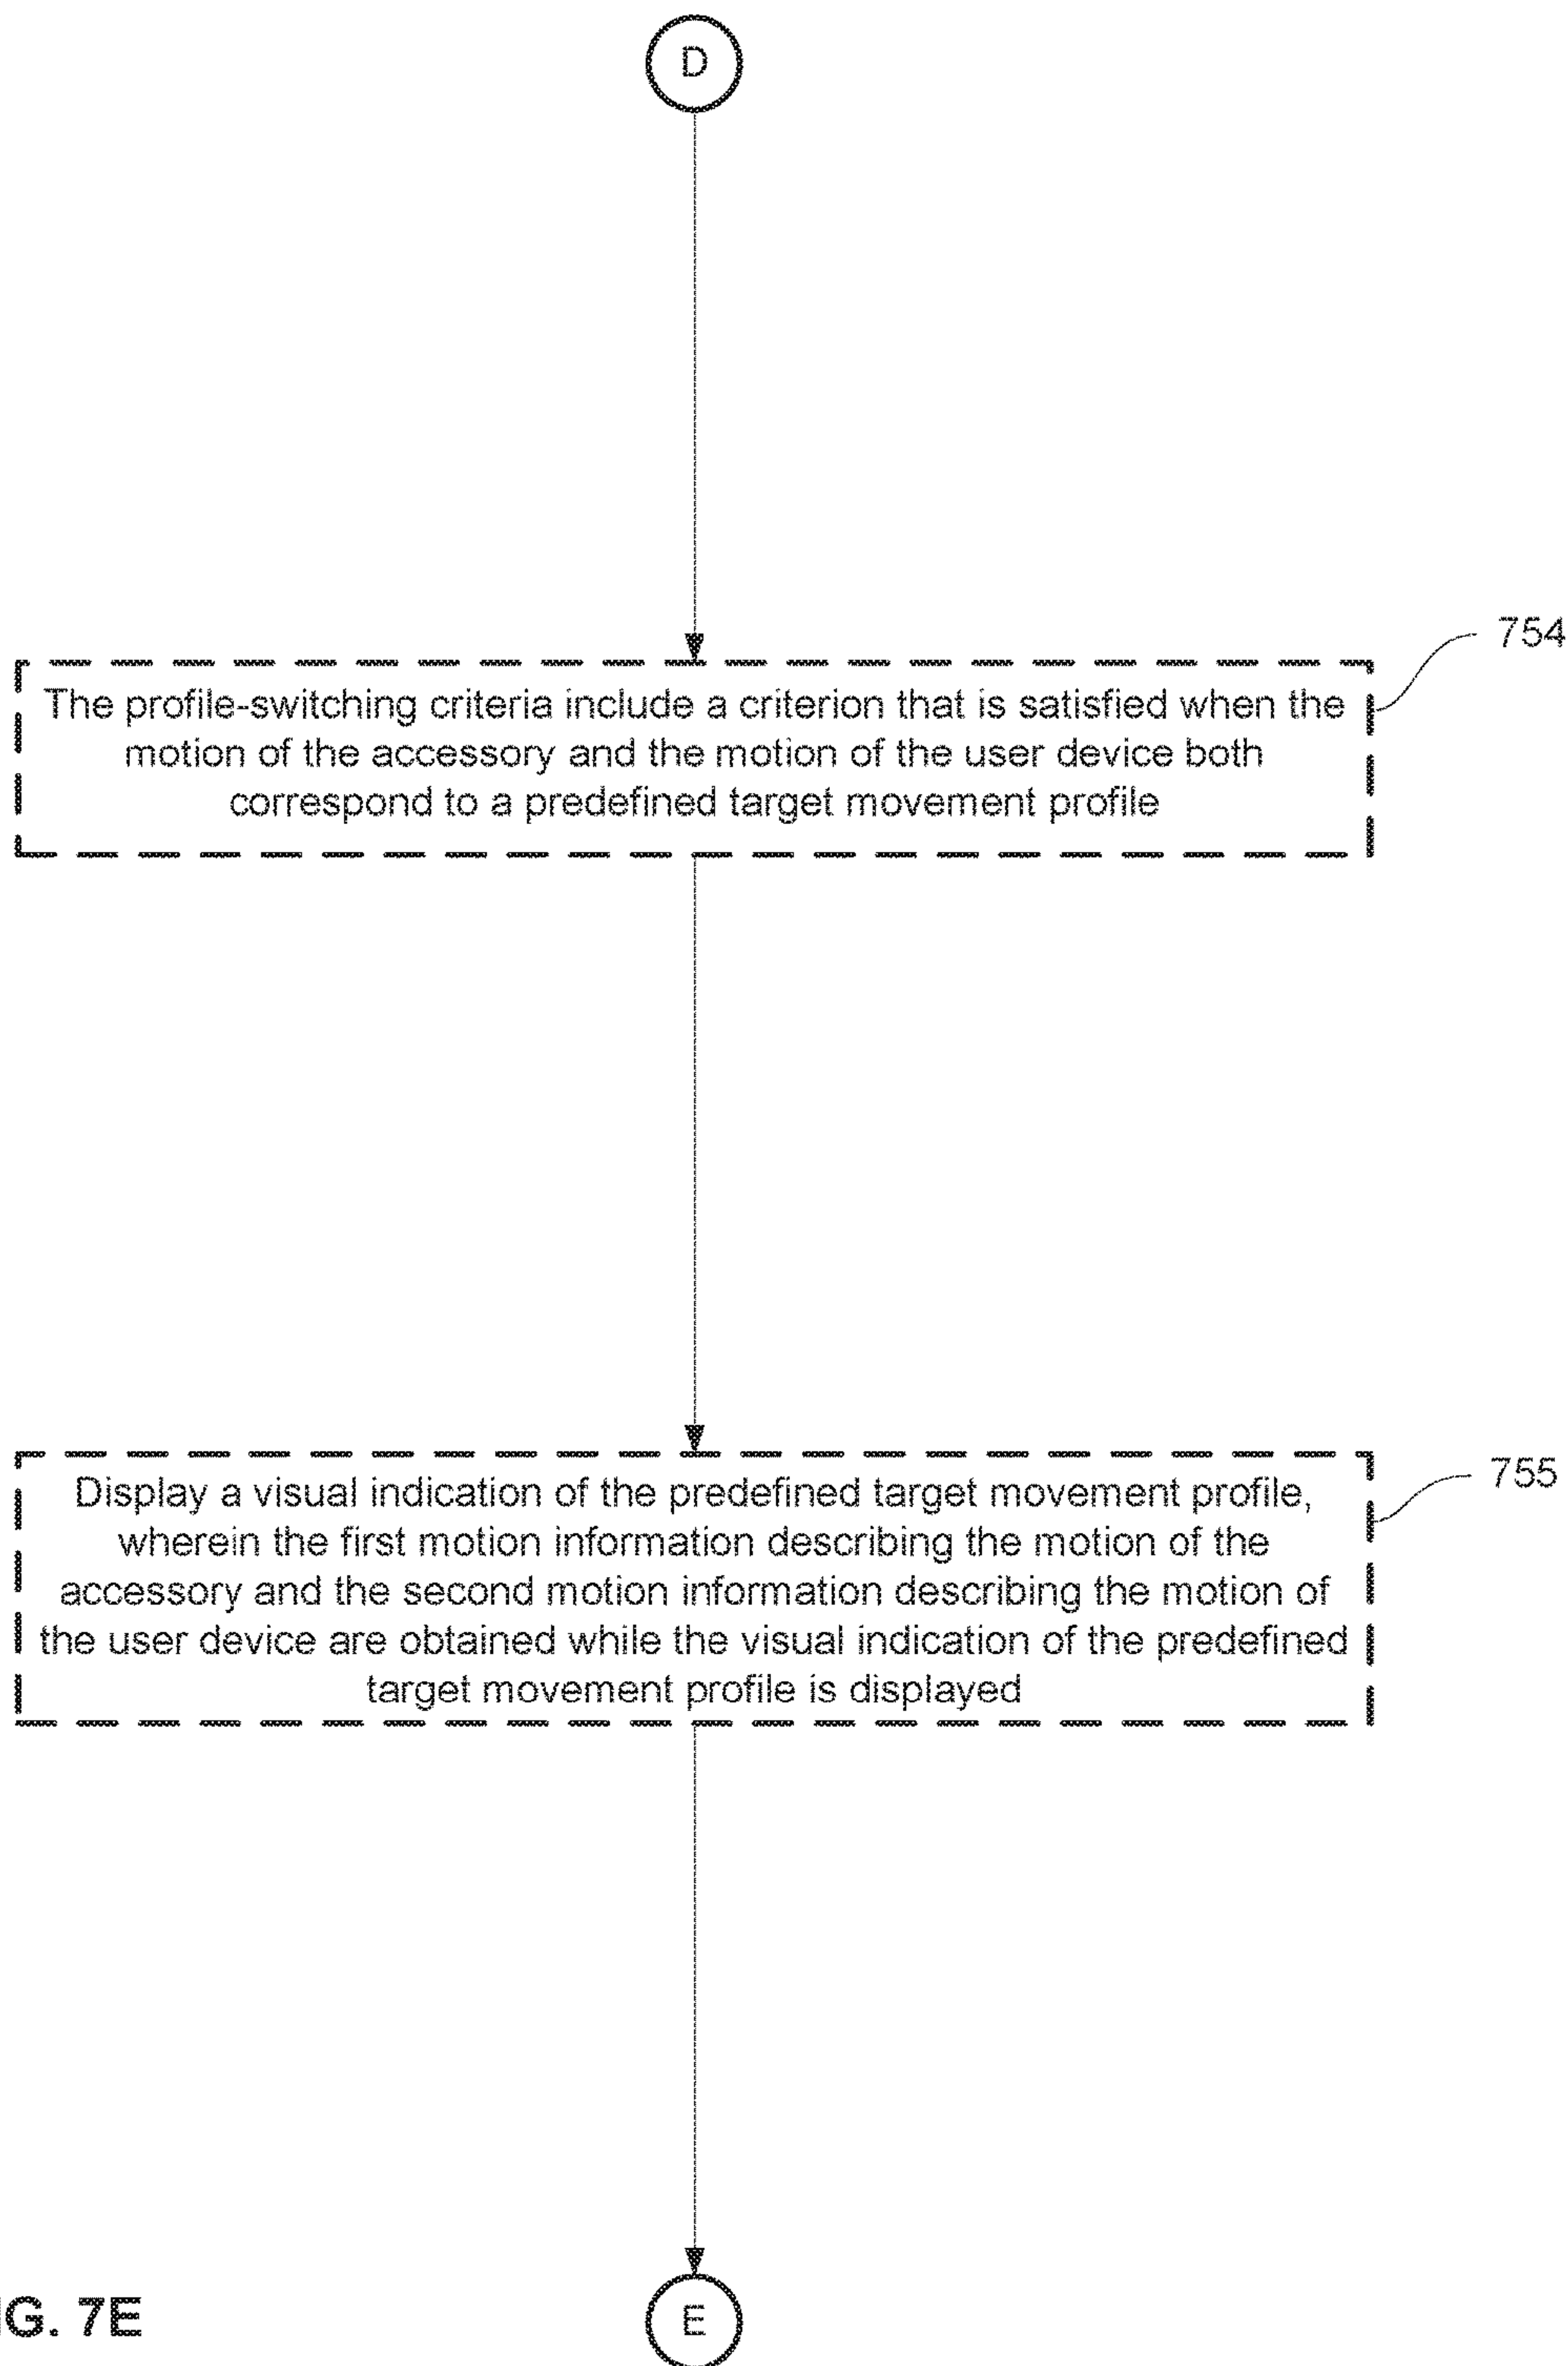 D
754
The profile-switching criteria include a criterion that is satisfied when the
motion of the accessory and the motion of the user device both
correspond to a predefined target movement profile
755
Display a visual indication of the predefined target movement profile,
wherein the first motion information describing the motion of the
accessory and the second motion information describing the motion of
the user device are obtained while the visual indication of the predefined
target movement profile is displayed
E
G. 7E